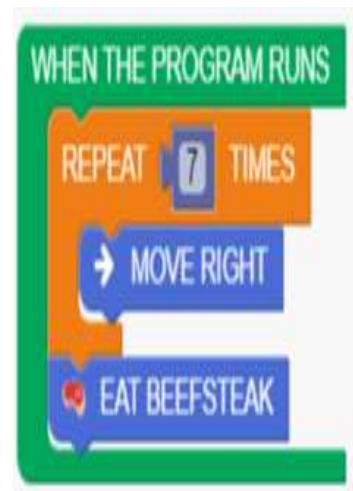 WHEN THE PROGRAM RUNS
REPEAT 7 TIMES
MOVE RIGHT
EAT BEEFSTEAK